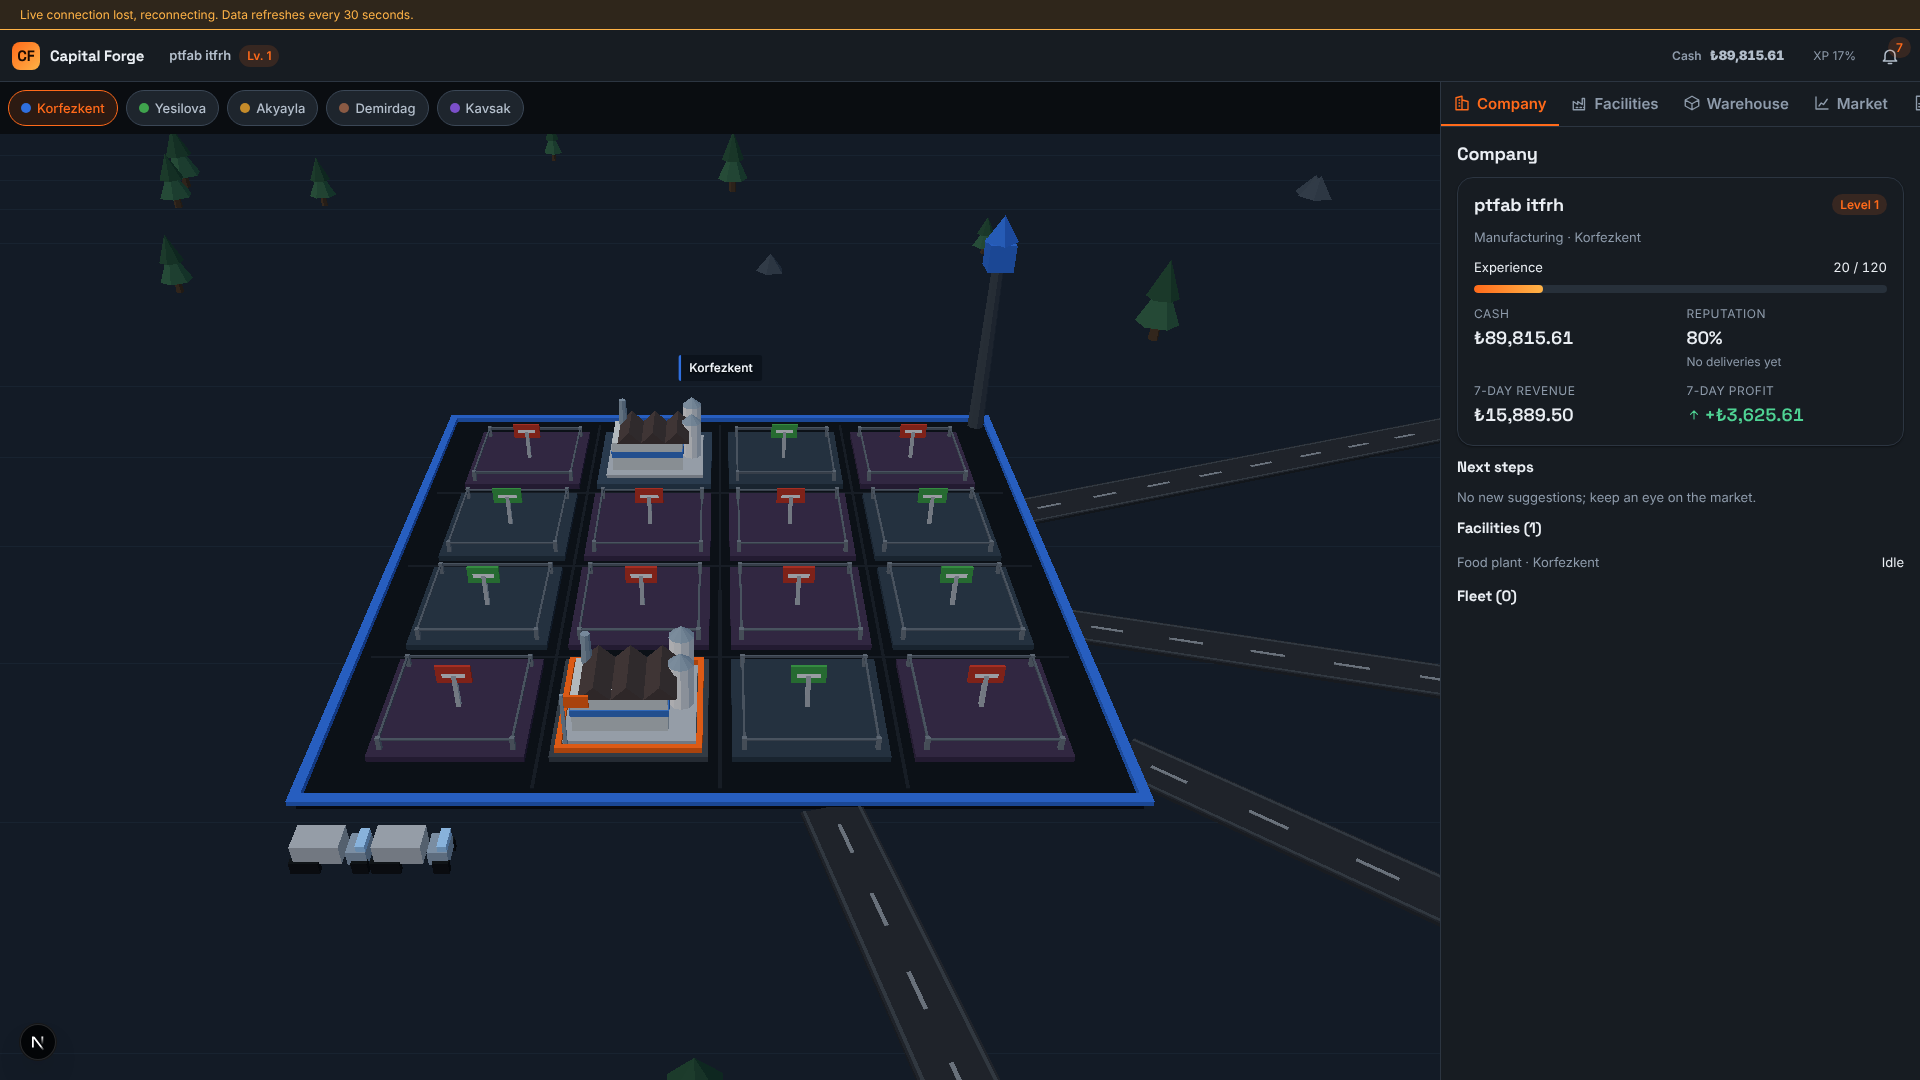 Live connection lost, reconnecting. Data refreshes every 30 seconds.
CF Capital Forge ptfab itfrh Lv. 1 Cash ₺89,815.61 XP 17% 7
Korfezkent Yesilova Akyayla Demirdag Kavsak
Company Facilities Warehouse Market
Company
ptfab itfrh Level 1
Manufacturing · Korfezkent
Experience 20 / 120
CASH REPUTATION
₺89,815.61 80%
No deliveries yet
7-DAY REVENUE 7-DAY PROFIT
₺15,889.50 ↑ +₺3,625.61
Next steps
No new suggestions; keep an eye on the market.
Facilities (1)
Food plant · Korfezkent Idle
Fleet (0)
Korfezkent
N